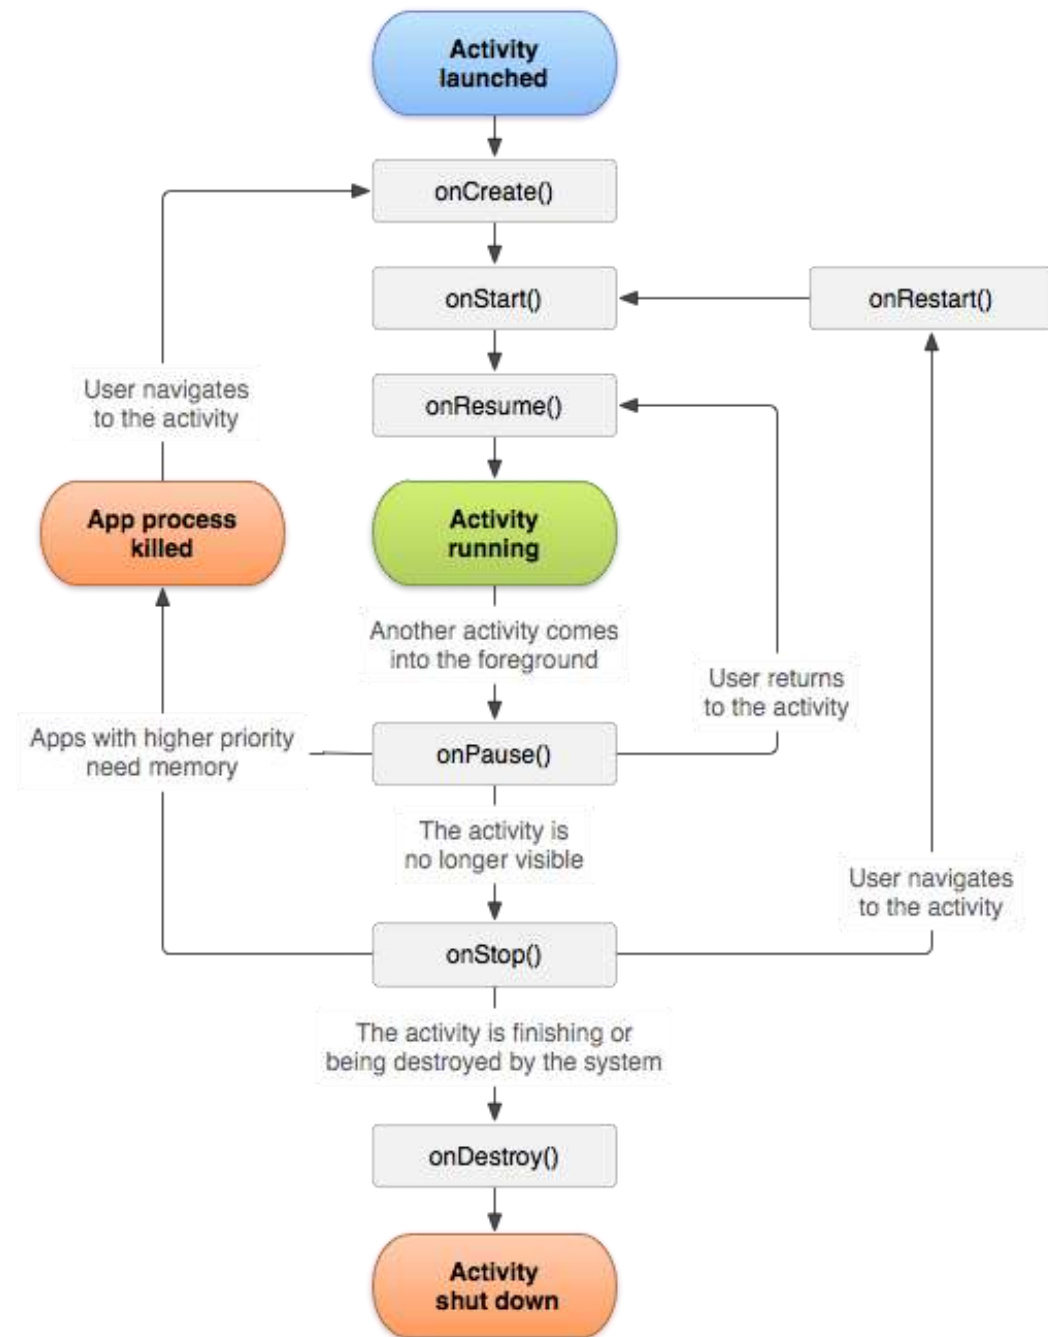 Activity
launched
onCreate()
onStart()
onRestart()
onResume()
User navigates
to the activity
App process
killed
Activity
running
Another activity comes
into the foreground
User returns
to the activity
Apps with higher priority
need memory
onPause()
The activity is
no longer visible
User navigates
to the activity
onStop()
The activity is finishing or
being destroyed by the system
onDestroy()
Activity
shut down